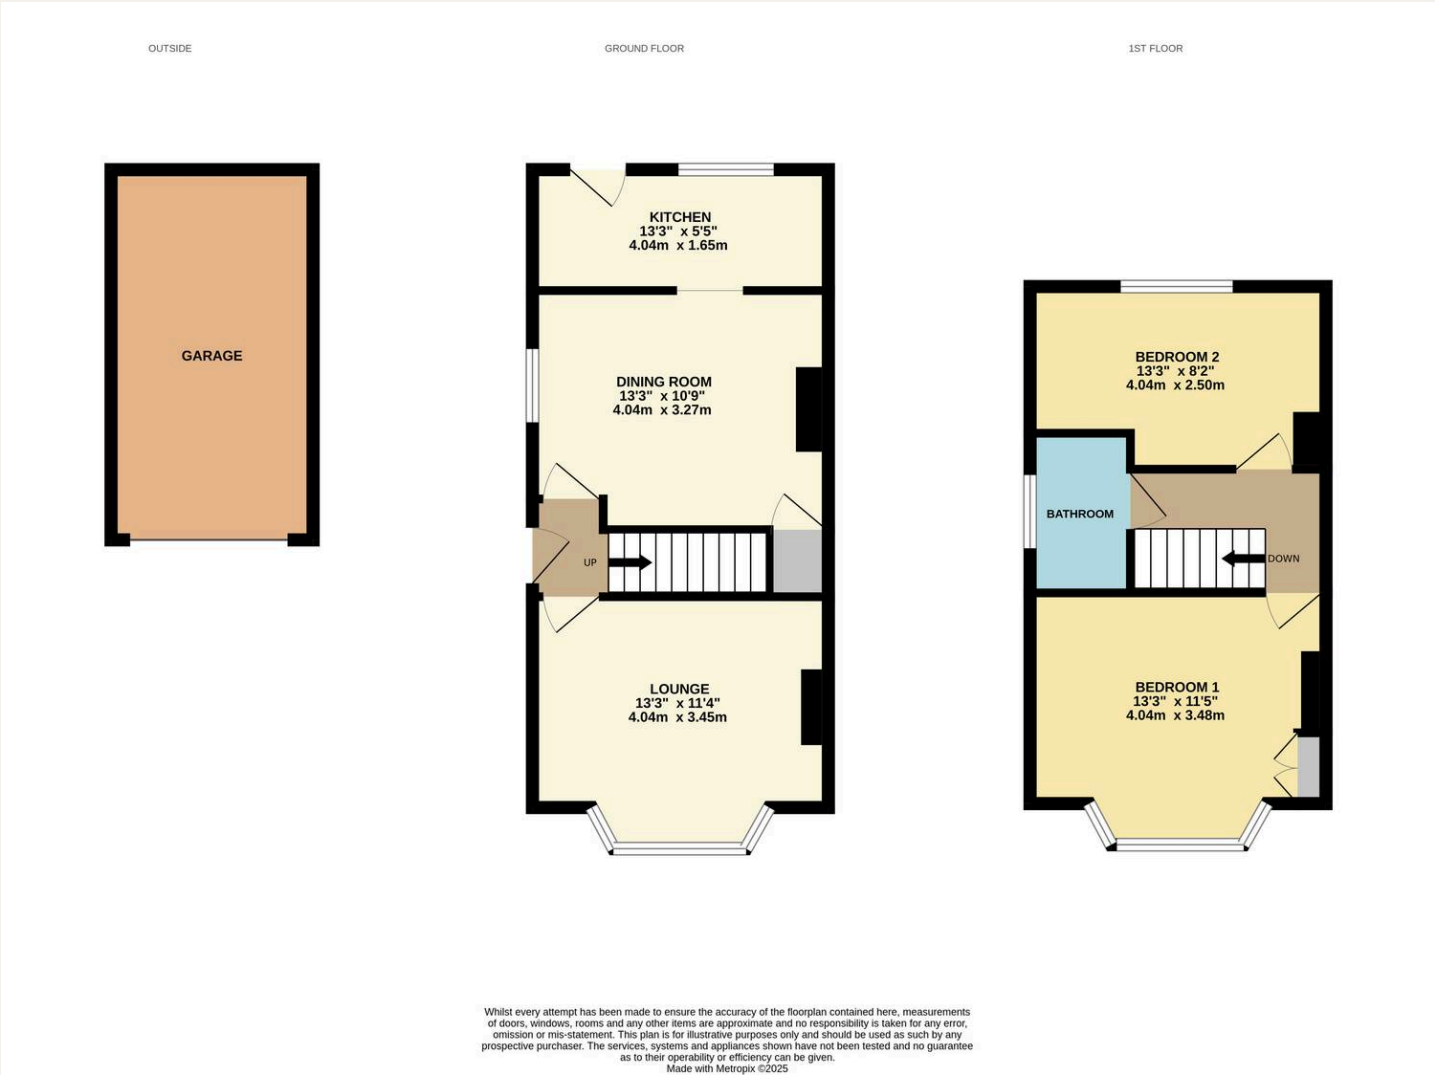 OUTSIDE
GROUND FLOOR
1ST FLOOR
GARAGE
KITCHEN
13'3" x 5'5"
4.04m x 1.65m
DINING ROOM
13'3" x 10'9"
4.04m x 3.27m
UP
LOUNGE
13'3" x 11'4"
4.04m x 3.45m
BEDROOM 2
13'3" x 8'2"
4.04m x 2.50m
BATHROOM
DOWN
BEDROOM 1
13'3" x 11'5"
4.04m x 3.48m
Whilst every attempt has been made to ensure the accuracy of the floorplan contained here, measurements
of doors, windows, rooms and any other items are approximate and no responsibility is taken for any error,
omission or mis-statement. This plan is for illustrative purposes only and should be used as such by any
prospective purchaser. The services, systems and appliances shown have not been tested and no guarantee
as to their operability or efficiency can be given.
Made with Metropix ©2025